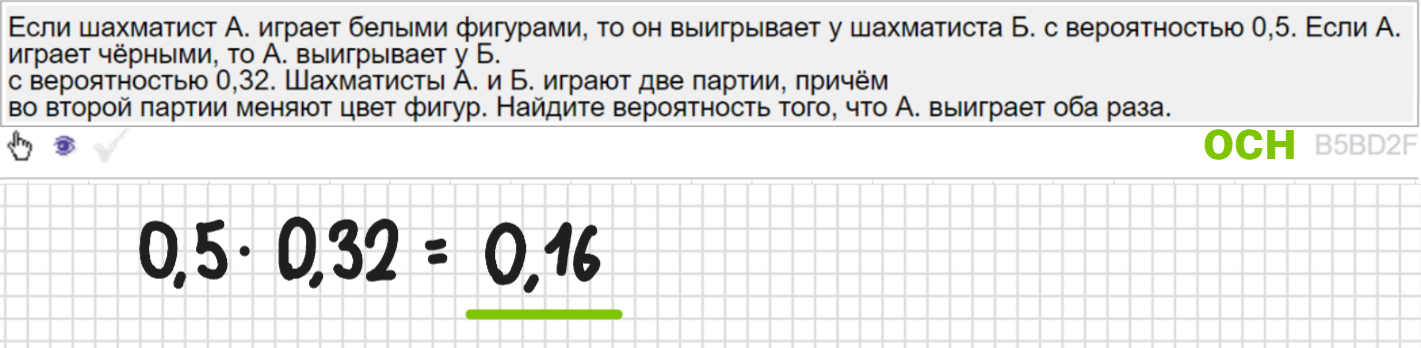 Если шахматист А. играет белыми фигурами, то он выигрывает у шахматиста Б. с вероятностью 0,5. Если А.
играет чёрными, то А. выигрывает у Б.
с вероятностью 0,32. Шахматисты А. и Б. играют две партии, причём
во второй партии меняют цвет фигур. Найдите вероятность того, что А. выиграет оба раза.
ОСН B5BD2F
0,5 · 0,32 = 0,16